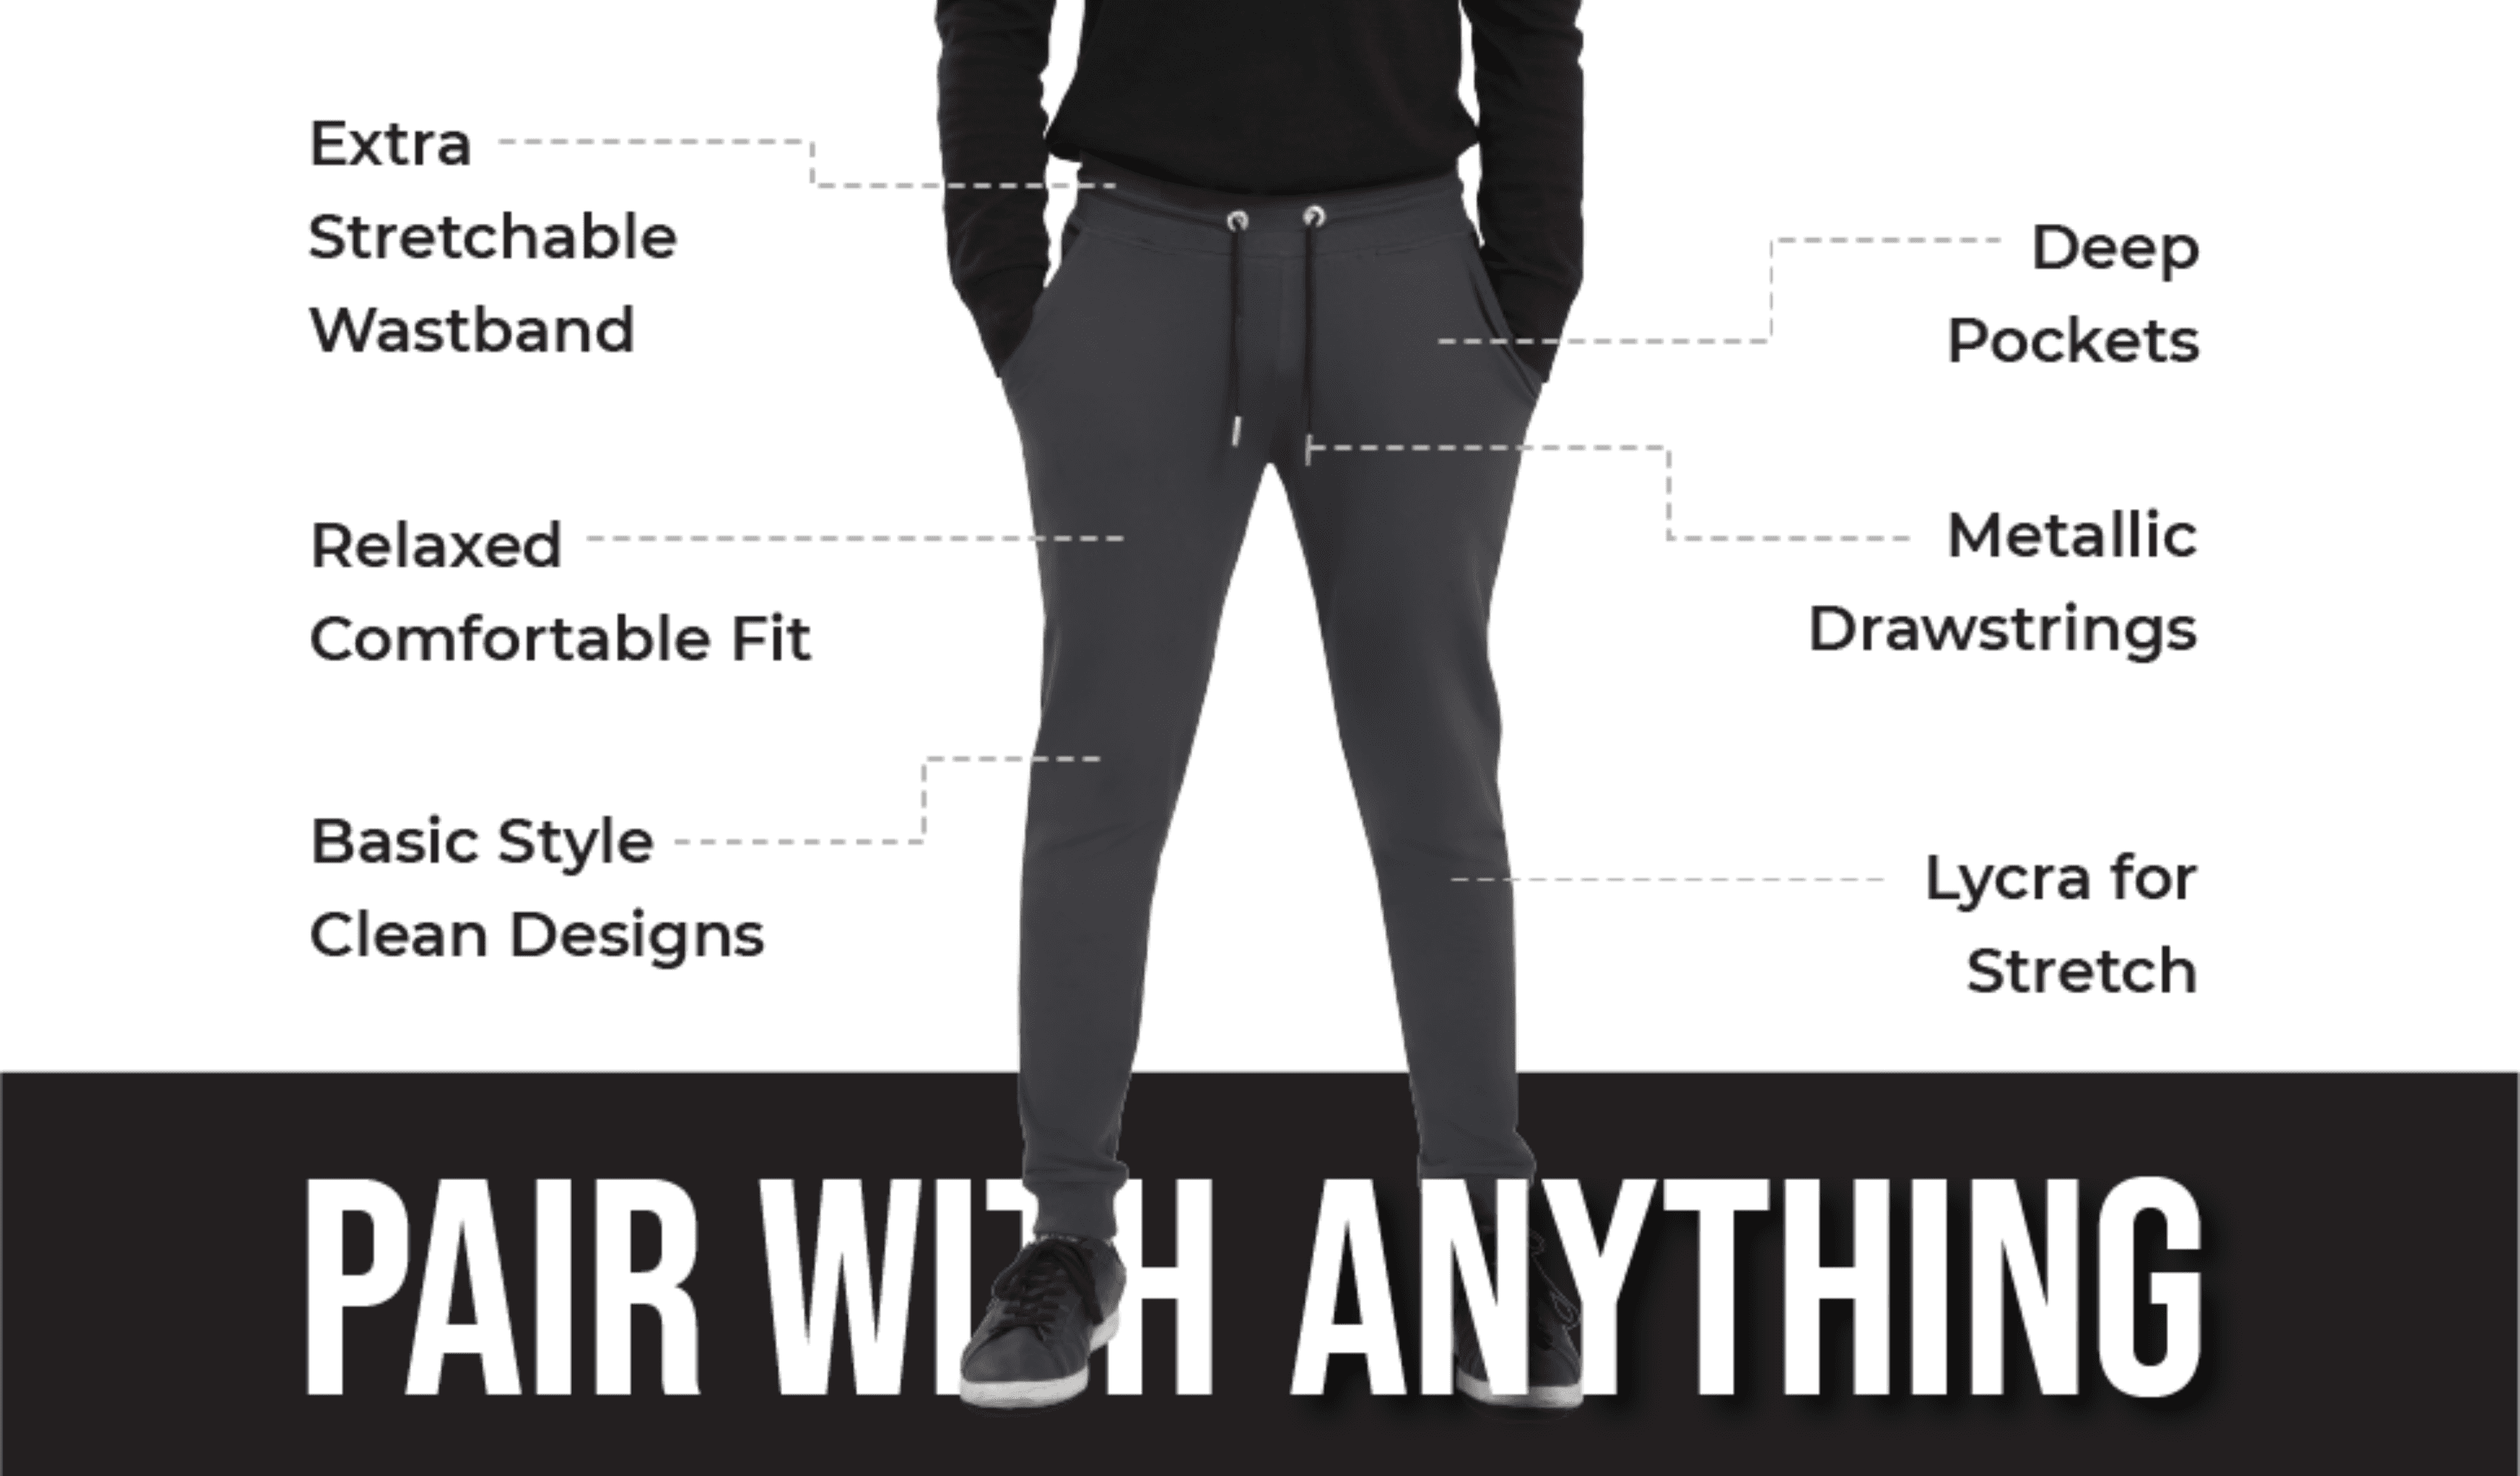 Extra
Stretchable
Wastband
Relaxed
Comfortable Fit
Basic Style
Clean Designs
Deep
Pockets
Metallic
Drawstrings
Lycra for
Stretch
PAIR WITH ANYTHING